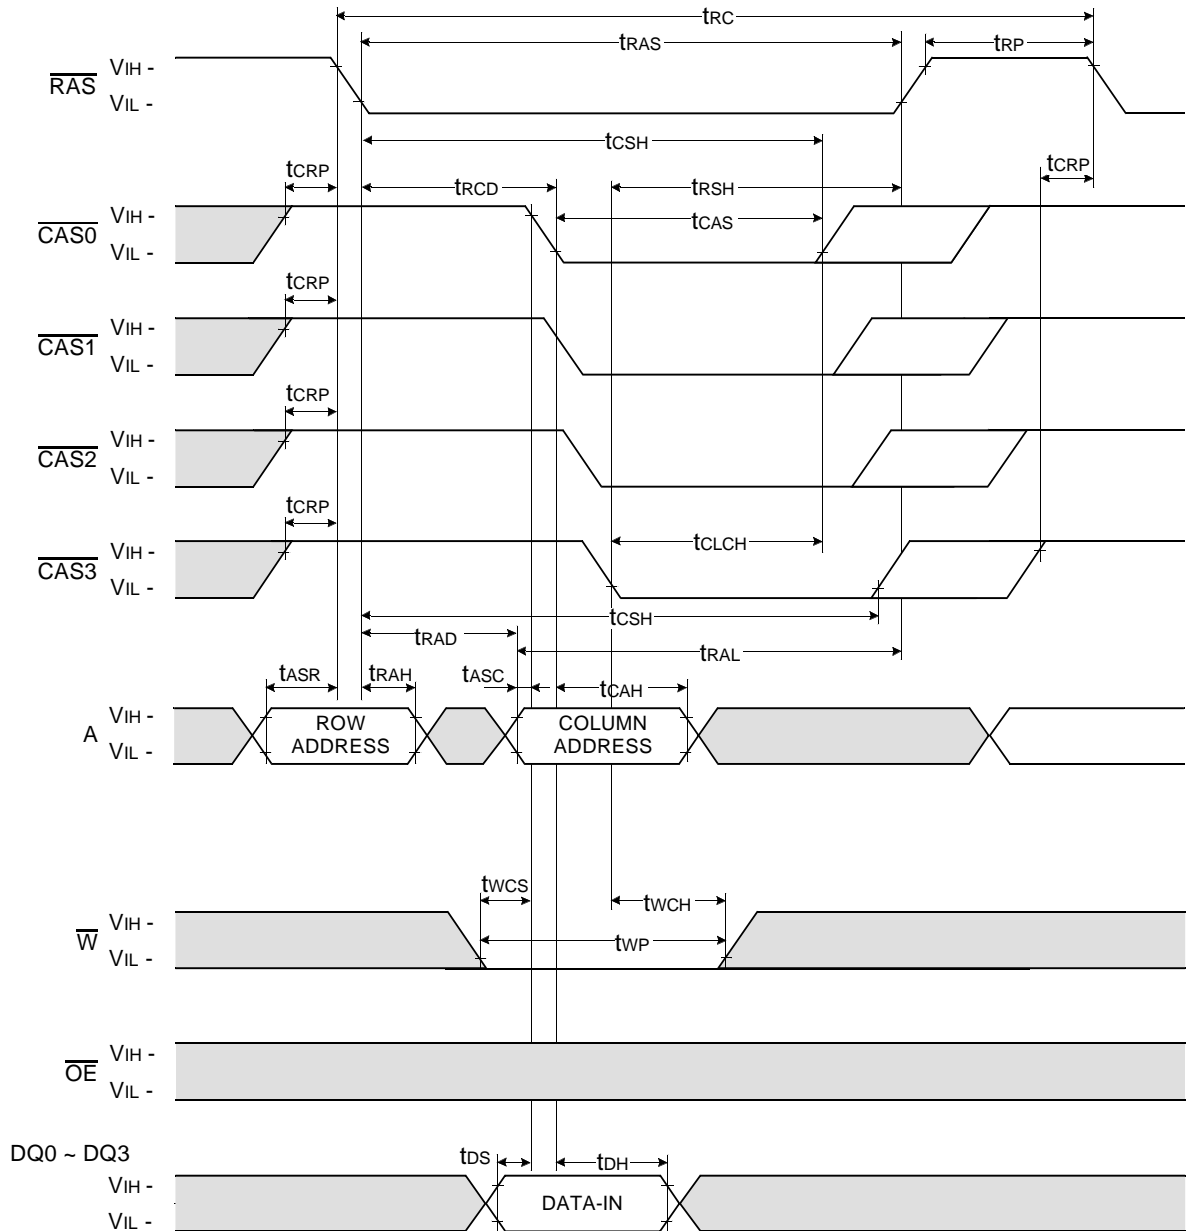 tRC
tRAS
tRP
RAS
VIH -
VIL -
tCSH
tCRP
tRCD
tRSH
tCRP
CAS0
VIH -
VIL -
tCAS
tCRP
CAS1
VIH -
VIL -
tCRP
CAS2
VIH -
VIL -
tCRP
CAS3
VIH -
VIL -
tCLCH
tCSH
tRAD
tRAL
tASR
tRAH
tASC
tCAH
A
VIH -
VIL -
ROW
ADDRESS
COLUMN
ADDRESS
tWCS
tWCH
W
VIH -
VIL -
tWP
OE
VIH -
VIL -
DQ0 ~ DQ3
tDS
tDH
VIH -
VIL -
DATA-IN